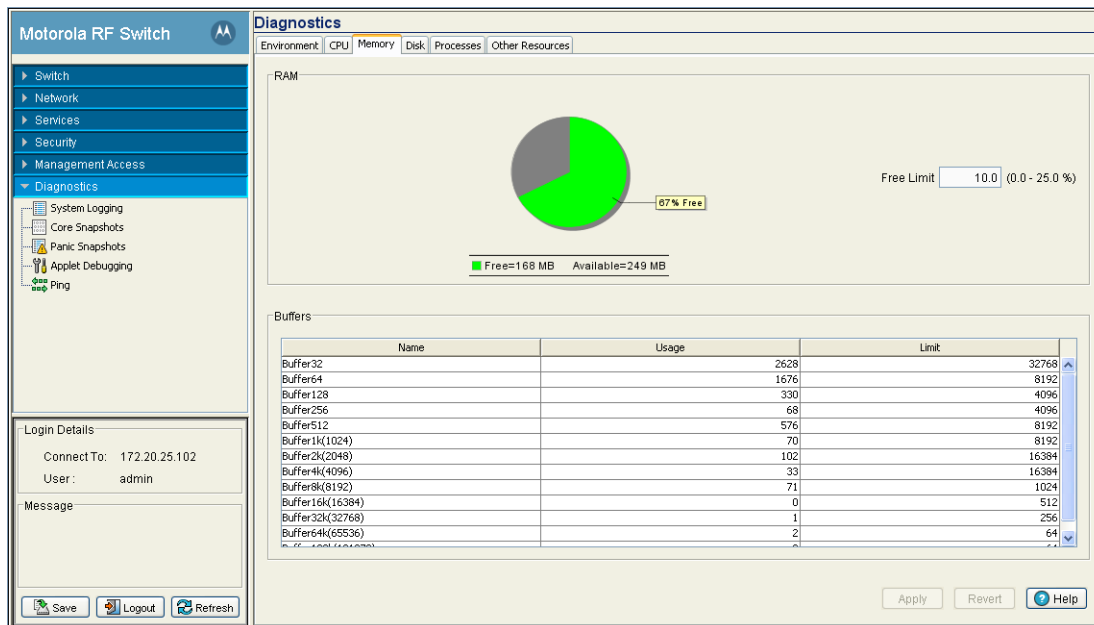 Motorola RF Switch
Switch
Network
Services
Security
Management Access
Diagnostics
System Logging
Core Snapshots
Panic Snapshots
Applet Debugging
Ping
Login Details
Connect To: 172.20.25.102
User : admin
Message
Save Logout Refresh
Diagnostics
Environment CPU Memory Disk Processes Other Resources
RAM
67% Free
Free Limit 10.0 (0.0 - 25.0 %)
Free=168 MB Available=249 MB
Buffers
Name Usage Limit
Buffer32 2628 32768
Buffer64 1676 8192
Buffer128 330 4096
Buffer256 68 4096
Buffer512 576 8192
Buffer1k(1024) 70 8192
Buffer2k(2048) 102 16384
Buffer4k(4096) 33 16384
Buffer8k(8192) 71 1024
Buffer16k(16384) 0 512
Buffer32k(32768) 1 256
Buffer64k(65536) 2 64
Apply Revert Help